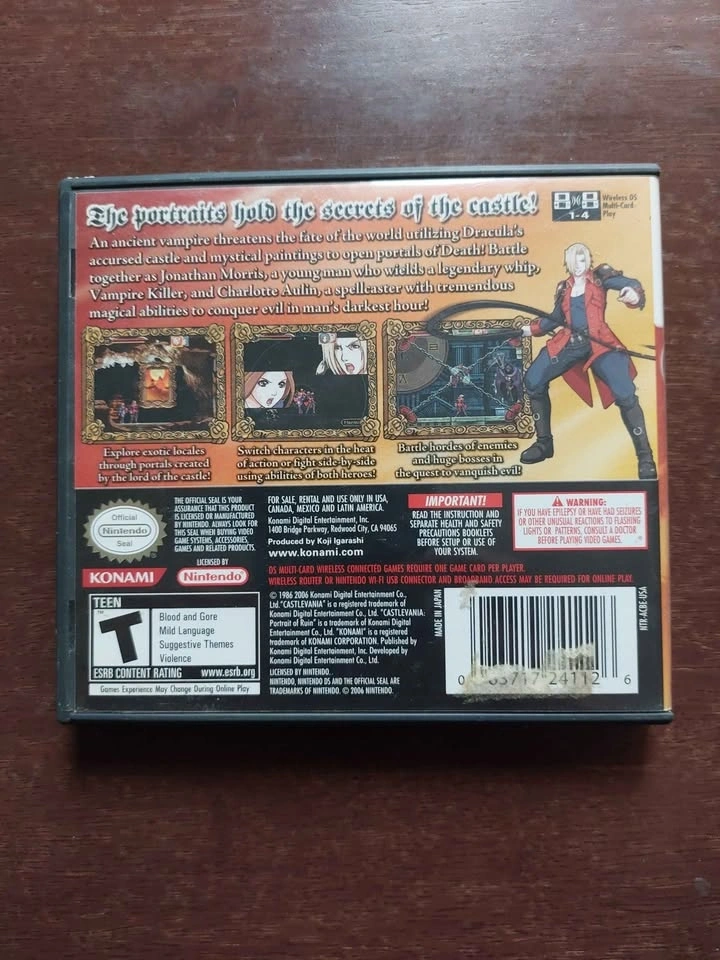 The portraits hold the secrets of the castle!
8 8
1-4
Wireless DS
Multi-Card
Play
An ancient vampire threatens the fate of the world utilizing Dracula's
accursed castle and mystical paintings to open portals of Death! Battle
together as Jonathan Morris, a young man who wields a legendary whip,
Vampire Killer, and Charlotte Aulin, a spellcaster with tremendous
magical abilities to conquer evil in man's darkest hour!
Explore exotic locales
through portals created
by the lord of the castle!
Switch characters in the heat
of action or fight side-by-side
using abilities of both heroes!
Battle hordes of enemies
and huge bosses in
the quest to vanquish evil!
Official
Nintendo
Seal
THE OFFICIAL SEAL IS YOUR
ASSURANCE THAT THIS PRODUCT
IS LICENSED OR MANUFACTURED
BY NINTENDO. ALWAYS LOOK FOR
THIS SEAL WHEN BUYING VIDEO
GAME SYSTEMS, ACCESSORIES,
GAMES AND RELATED PRODUCTS.
FOR SALE, RENTAL AND USE ONLY IN USA,
CANADA, MEXICO AND LATIN AMERICA.
Konami Digital Entertainment, Inc.
1400 Bridge Parkway, Redwood City, CA 94065
Produced by Koji Igarashi
www.konami.com
IMPORTANT!
READ THE INSTRUCTION AND
SEPARATE HEALTH AND SAFETY
PRECAUTIONS BOOKLETS
BEFORE SETUP OR USE OF
YOUR SYSTEM.
WARNING:
IF YOU HAVE EPILEPSY OR HAVE HAD SEIZURES
OR OTHER UNUSUAL REACTIONS TO FLASHING
LIGHTS OR PATTERNS, CONSULT A DOCTOR
BEFORE PLAYING VIDEO GAMES.
KONAMI
LICENSED BY
Nintendo
DS MULTI-CARD WIRELESS CONNECTED GAMES REQUIRE ONE GAME CARD PER PLAYER.
WIRELESS ROUTER OR NINTENDO WI-FI USB CONNECTOR AND BROADBAND ACCESS MAY BE REQUIRED FOR ONLINE PLAY.
TEEN
T
Blood and Gore
Mild Language
Suggestive Themes
Violence
ESRB CONTENT RATING www.esrb.org
Game Experience May Change During Online Play
© 1986 2006 Konami Digital Entertainment Co.,
Ltd. "CASTLEVANIA" is a registered trademark of
Konami Digital Entertainment Co., Ltd. "CASTLEVANIA:
Portrait of Ruin" is a trademark of Konami Digital
Entertainment Co., Ltd. "KONAMI" is a registered
trademark of KONAMI CORPORATION. Published by
Konami Digital Entertainment, Inc. Developed by
Konami Digital Entertainment Co., Ltd.
LICENSED BY NINTENDO.
NINTENDO, NINTENDO DS AND THE OFFICIAL SEAL ARE
TRADEMARKS OF NINTENDO. © 2006 NINTENDO.
MADE IN JAPAN
NTR-ACBE-USA
0 83717 24112 6